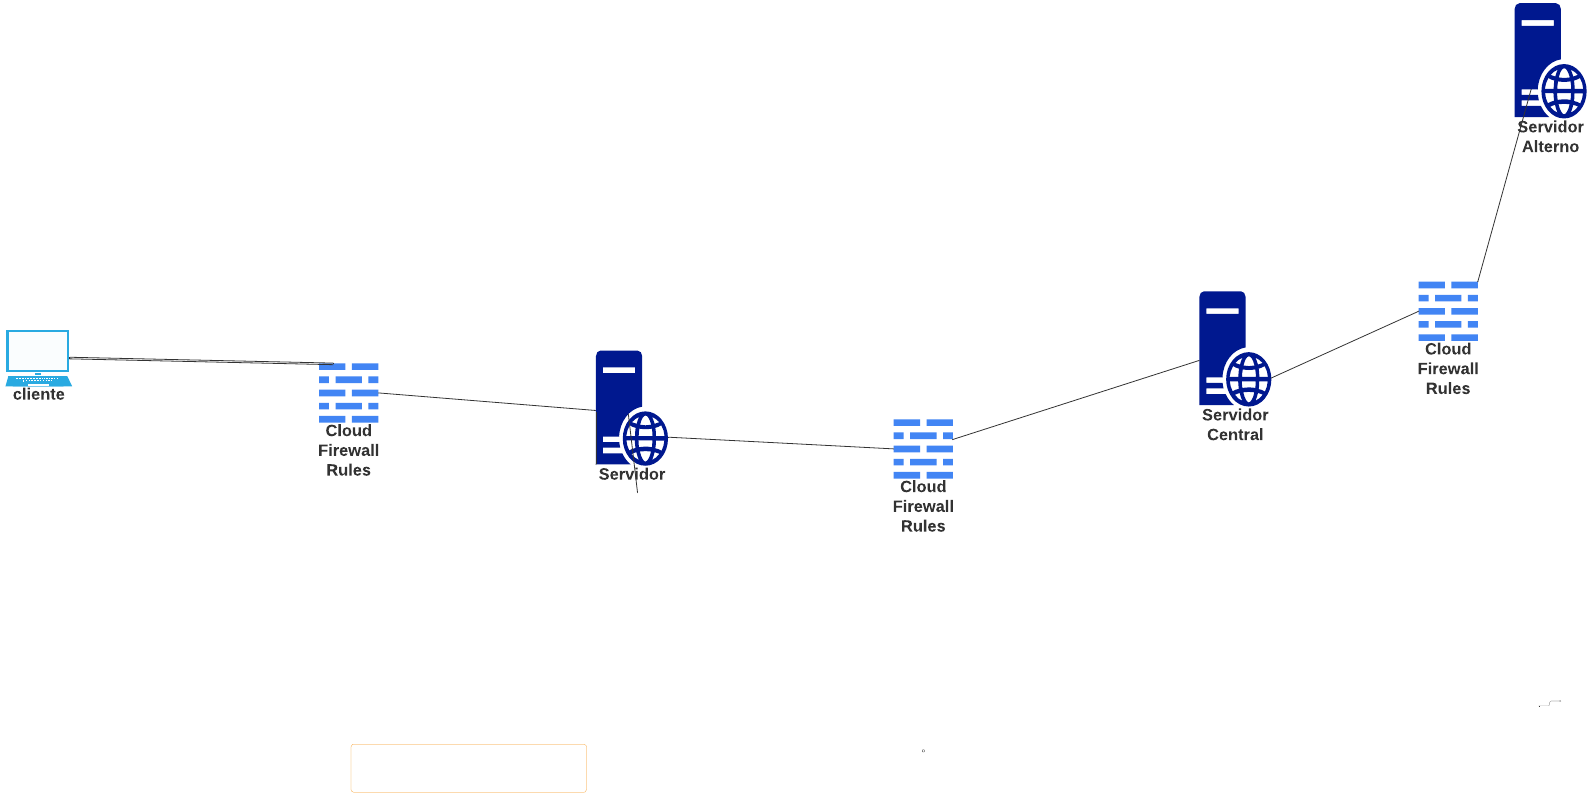 cliente
Cloud
Firewall
Rules
Servidor
Cloud
Firewall
Rules
Servidor
Central
Cloud
Firewall
Rules
Servidor
Alterno